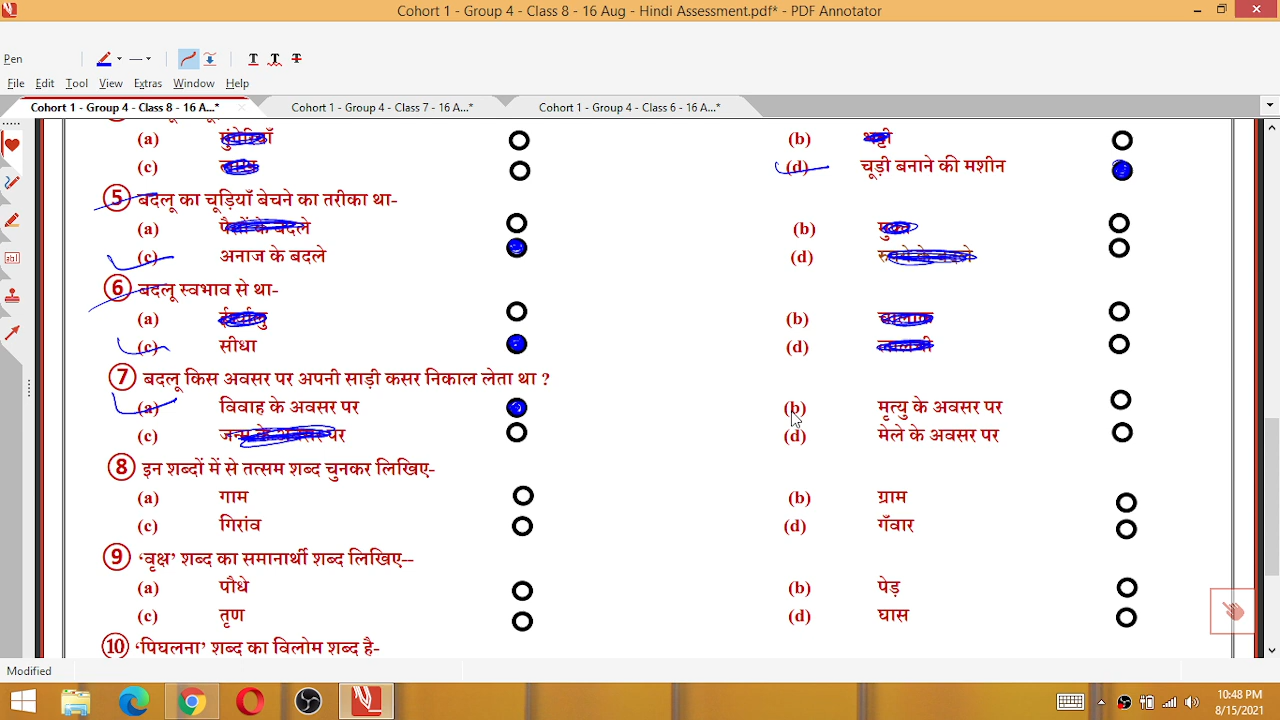 Cohort 1 - Group 4 - Class 8 - 16 Aug - Hindi Assessment.pdf* - PDF Annotator
Pen
File Edit Tool View Extras Window Help
Cohort 1 - Group 4 - Class 8 - 16 A...* Cohort 1 - Group 4 - Class 7 - 16 A...* Cohort 1 - Group 4 - Class 6 - 16 A...*
(a) (b)
(c) (d) चूड़ी बनाने की मशीन
5 बदलू का चूड़ियाँ बेचने का तरीका था-
(a) पैसों के बदले (b)
(c) अनाज के बदले (d)
6 बदलू स्वभाव से था-
(a) (b)
(c) सीधा (d)
7 बदलू किस अवसर पर अपनी साड़ी कसर निकाल लेता था ?
(a) विवाह के अवसर पर (b) मृत्यु के अवसर पर
(c) जन्म के अवसर पर (d) मेले के अवसर पर
8 इन शब्दों में से तत्सम शब्द चुनकर लिखिए-
(a) गाम (b) ग्राम
(c) गिरांव (d) गँवार
9 ‘वृक्ष’ शब्द का समानार्थी शब्द लिखिए--
(a) पौधे (b) पेड़
(c) तृण (d) घास
10 ‘पिघलना’ शब्द का विलोम शब्द है-
Modified
10:48 PM
8/15/2021